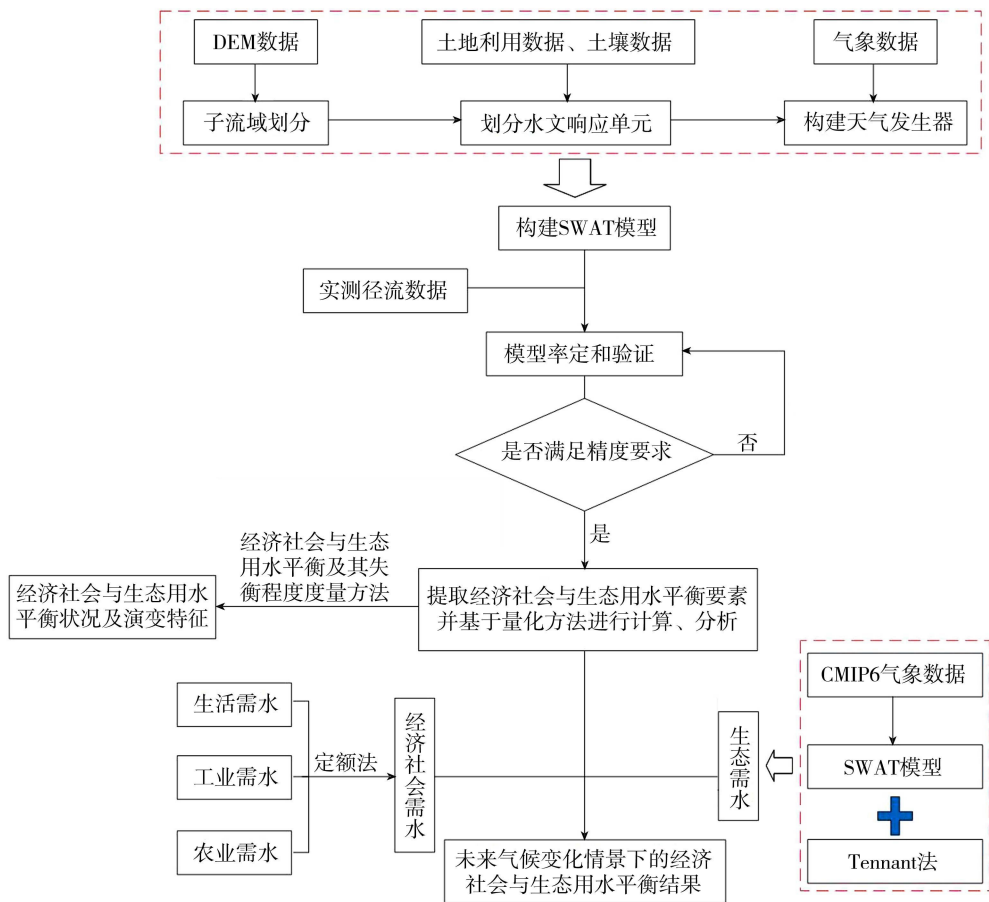 DEM数据
土地利用数据、土壤数据
气象数据
子流域划分
划分水文响应单元
构建天气发生器
构建SWAT模型
实测径流数据
模型率定和验证
是否满足精度要求
否
是
经济社会与生态
用水平衡及其失
衡程度度量方法
经济社会与生态用水
平衡状况及演变特征
提取经济社会与生态用水平衡要素
并基于量化方法进行计算、分析
生活需水
工业需水
农业需水
定额法
经济社会需水
生态需水
CMIP6气象数据
SWAT模型
Tennant法
未来气候变化情景下的经济
社会与生态用水平衡结果